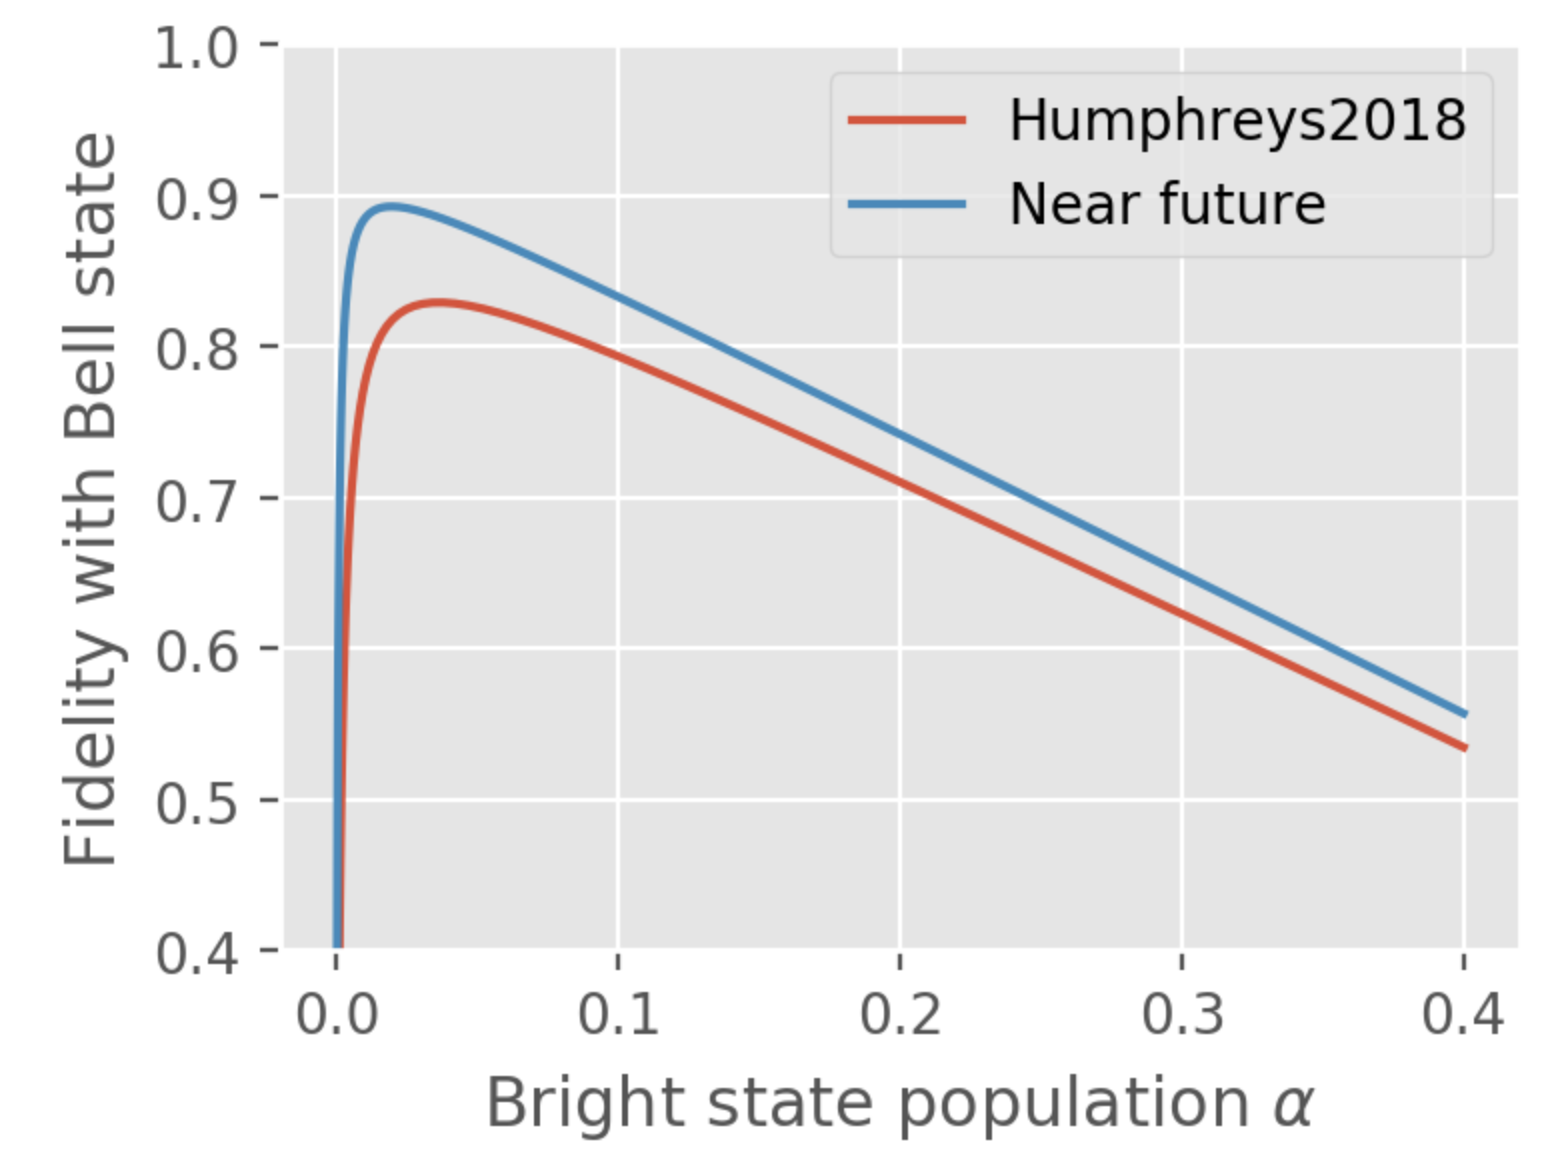 Fidelity with Bell state
1.0
0.9
0.8
0.7
0.6
0.5
0.4
Humphreys2018
Near future
0.0 0.1 0.2 0.3 0.4
Bright state population α